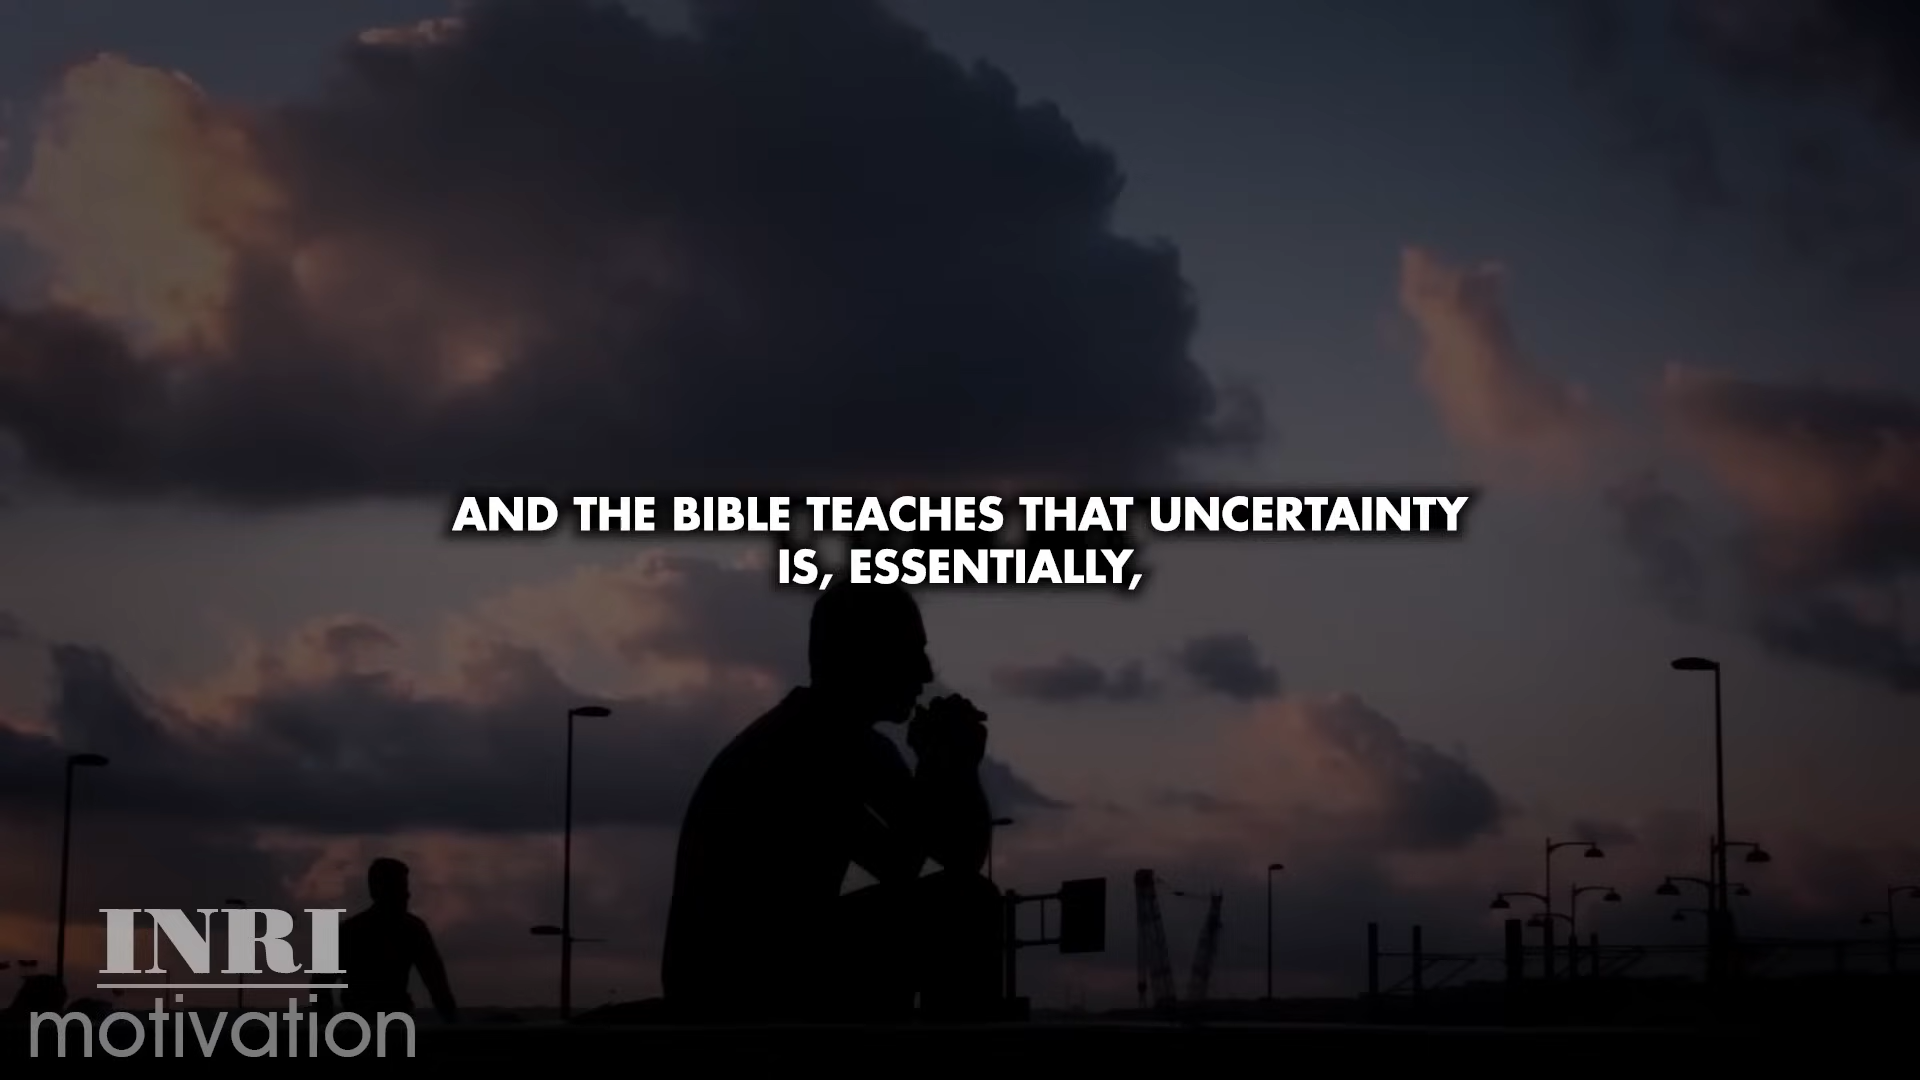 AND THE BIBLE TEACHES THAT UNCERTAINTY
IS, ESSENTIALLY,
INRI
motivation